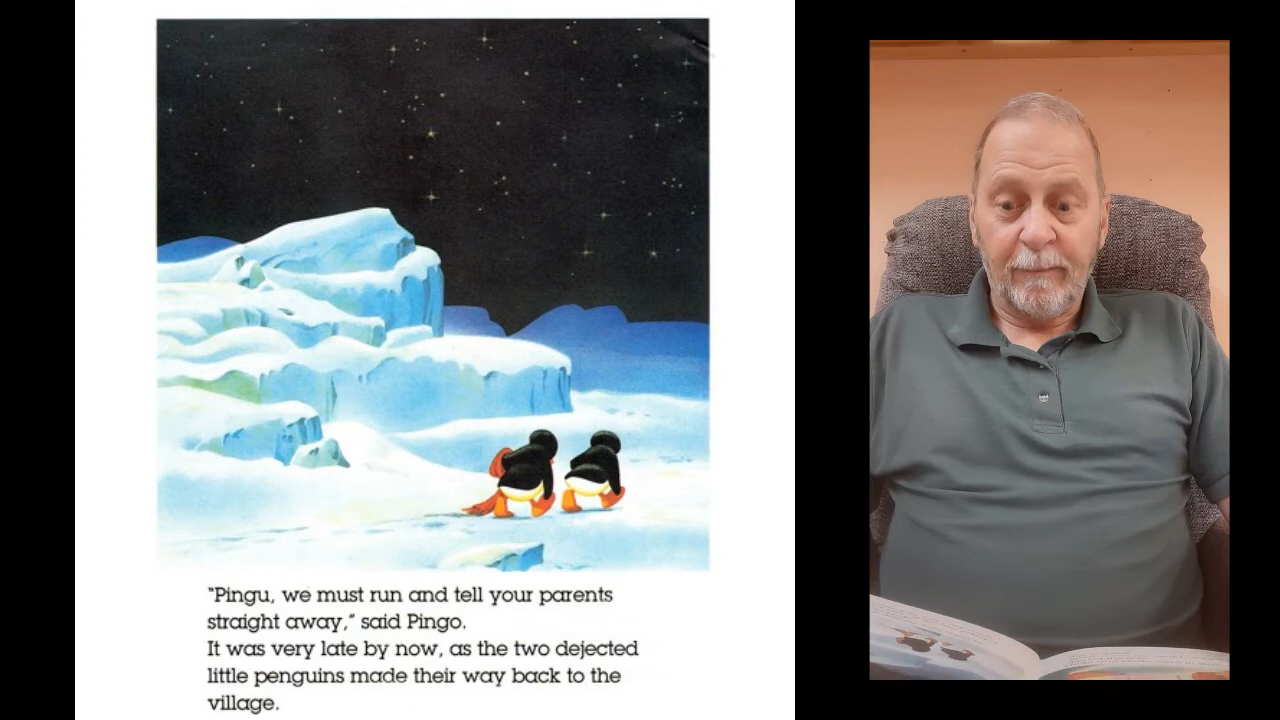 "Pingu, we must run and tell your parents
straight away," said Pingo.
It was very late by now, as the two dejected
little penguins made their way back to the
village.